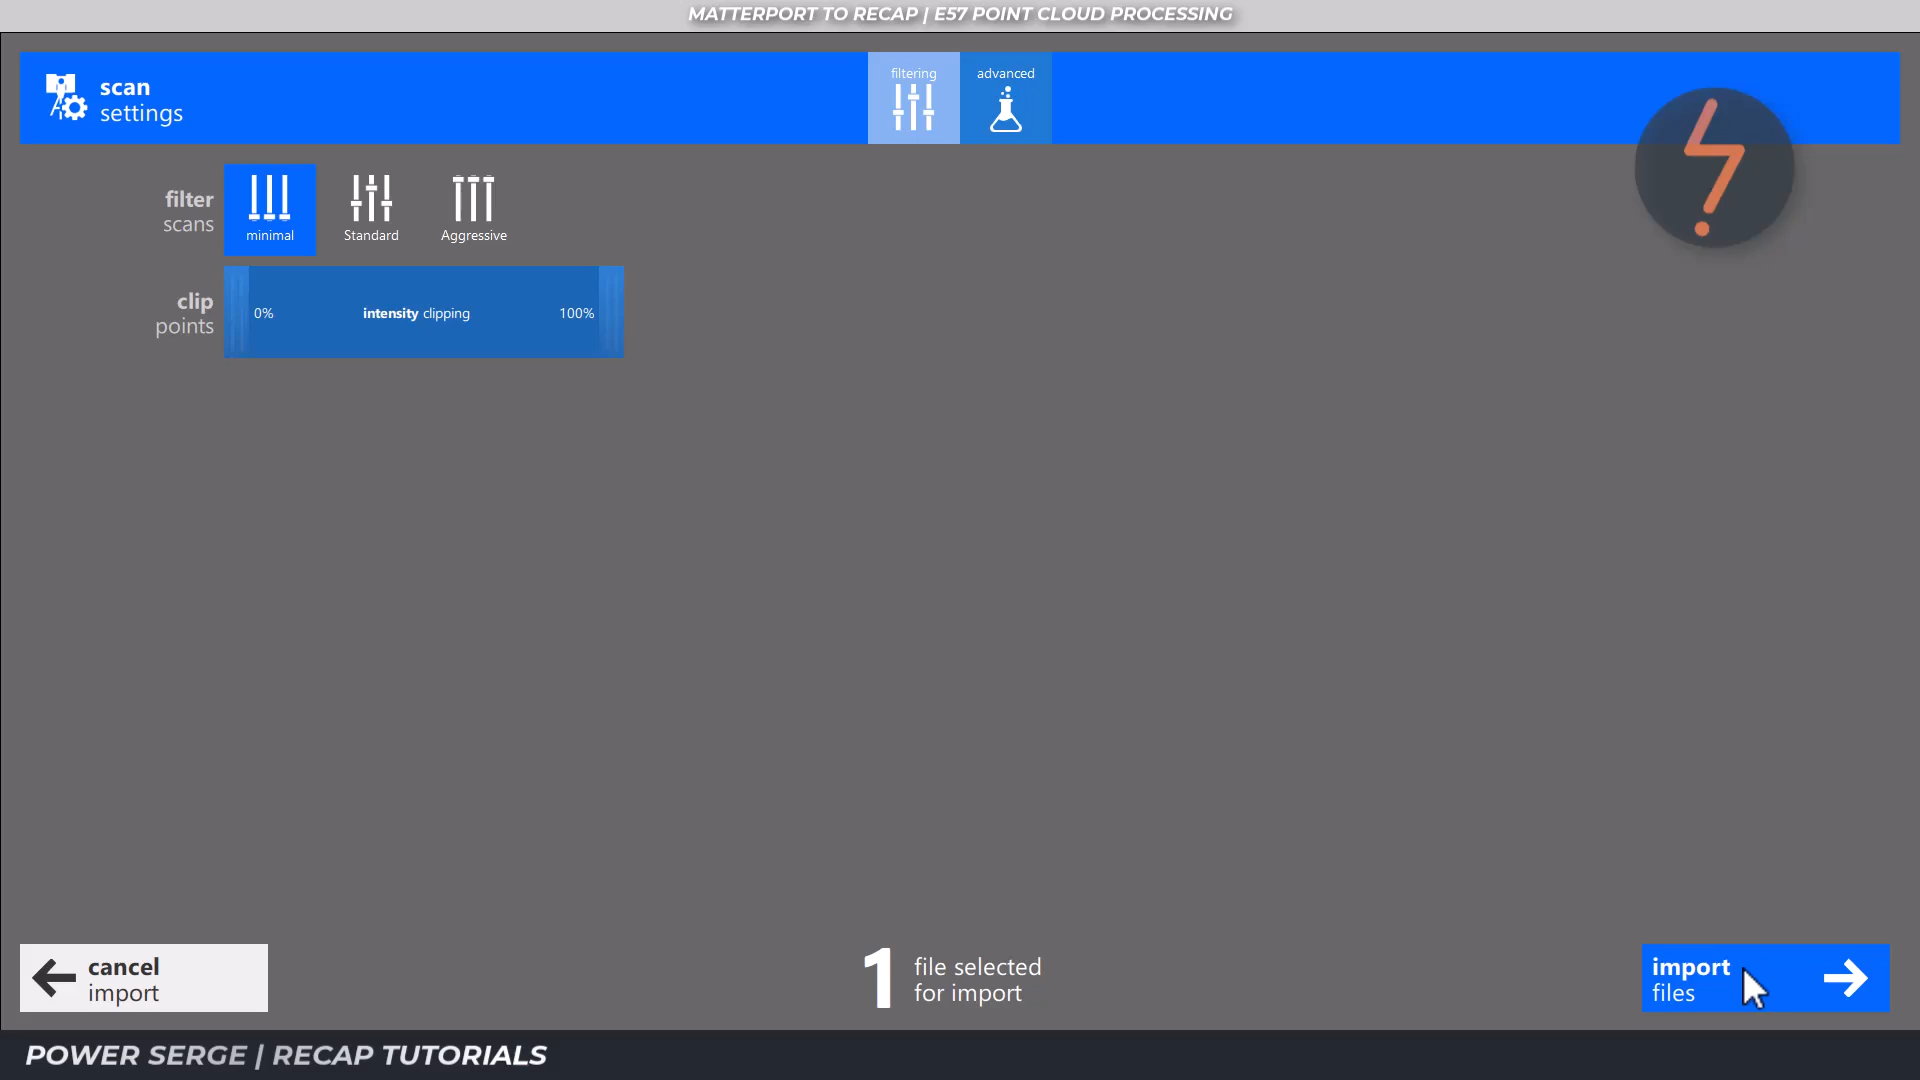 MATTERPORT TO RECAP | E57 POINT CLOUD PROCESSING
scan
settings
filtering
advanced
filter
scans
minimal
Standard
Aggressive
clip
points
0%
intensity clipping
100%
cancel
import
1
file selected
for import
import
files
POWER SERGE | RECAP TUTORIALS